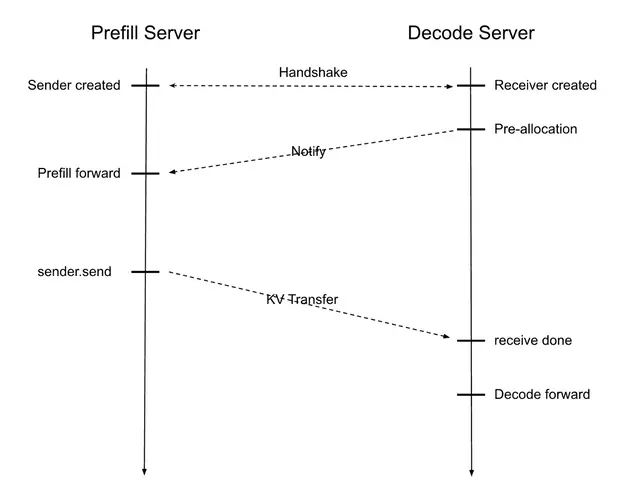 Prefill Server
Decode Server
Handshake
Sender created
Receiver created
Pre-allocation
Notify
Prefill forward
sender.send
KV Transfer
receive done
Decode forward